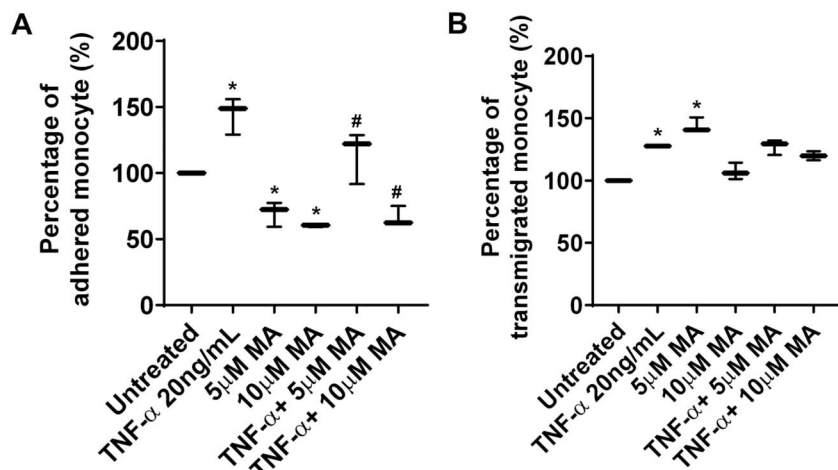 A
Percentage of
adhered monocyte (%)
200
150
100
50
0
*
*
*
#
#
Untreated
TNF-α 20ng/mL
5μM MA
10μM MA
TNF-α+ 5μM MA
TNF-α+ 10μM MA
B
Percentage of
transmigrated monocyte (%)
200
150
100
50
0
*
*
Untreated
TNF-α 20ng/mL
5μM MA
10μM MA
TNF-α+ 5μM MA
TNF-α+ 10μM MA